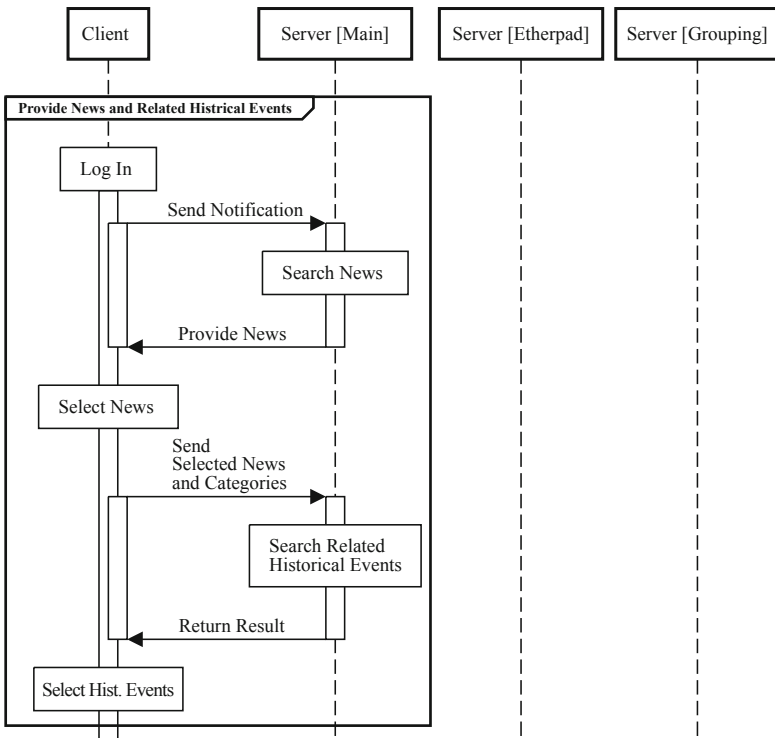 Client
Server [Main]
Server [Etherpad]
Server [Grouping]
Provide News and Related Histrical Events
Log In
Send Notification
Search News
Provide News
Select News
Send
Selected News
and Categories
Search Related
Historical Events
Return Result
Select Hist. Events